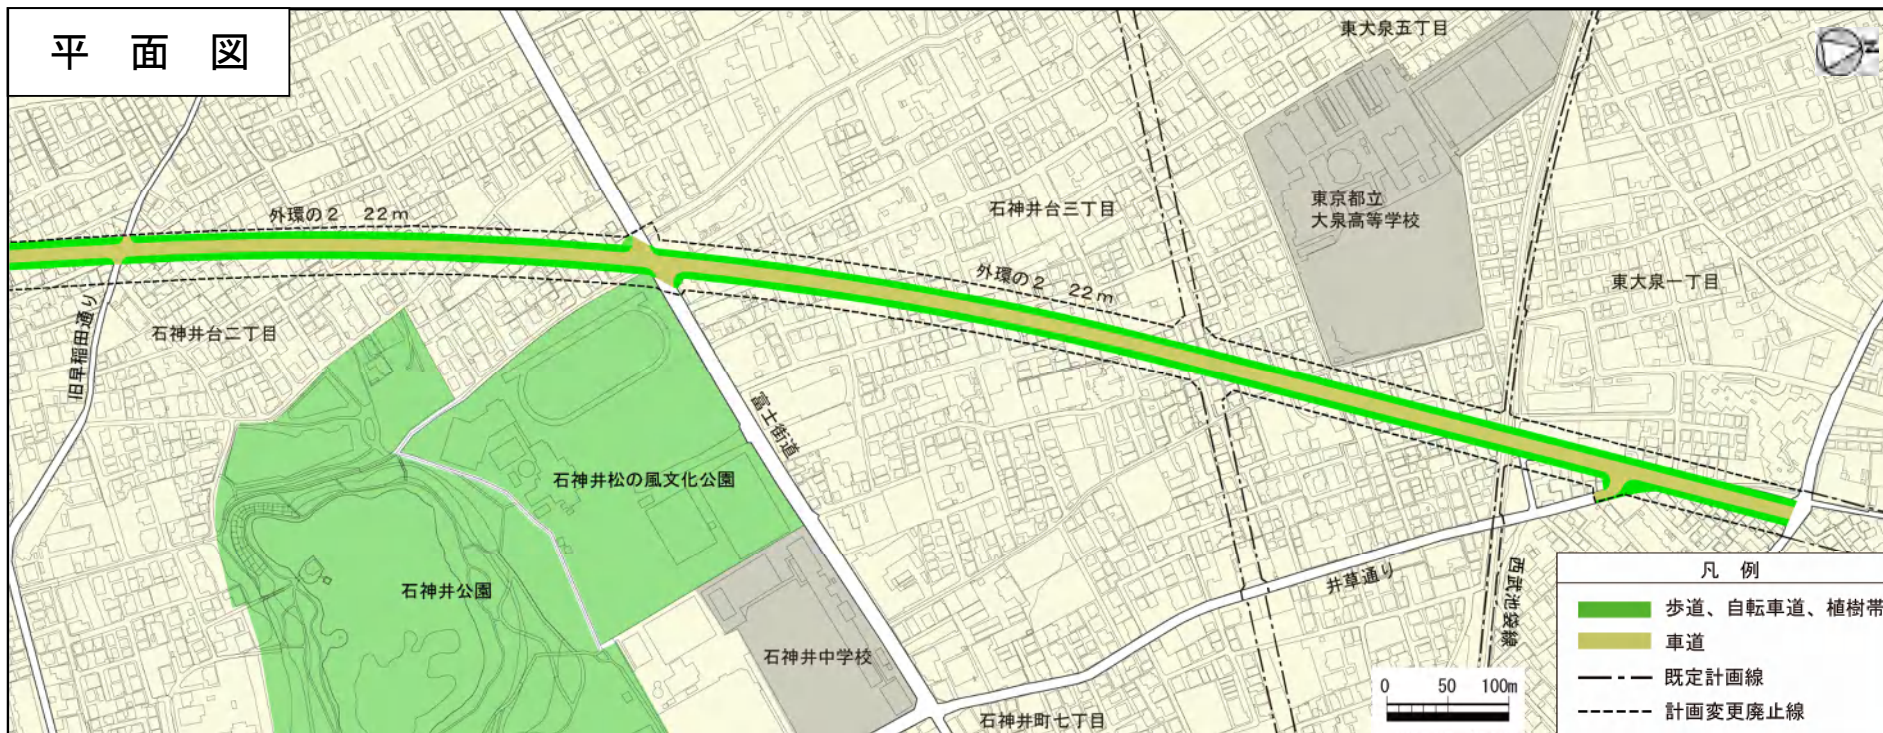 平面図
東大泉五丁目
外環の2 22m
石神井台三丁目
東京都立
大泉高等学校
外環の2 22m
東大泉一丁目
旧早稲田通り
石神井台二丁目
富士街道
石神井松の風文化公園
石神井公園
井草通り
西武池袋線
石神井中学校
石神井町七丁目
0 50 100m
凡例
歩道、自転車道、植樹帯
車道
既定計画線
計画変更廃止線